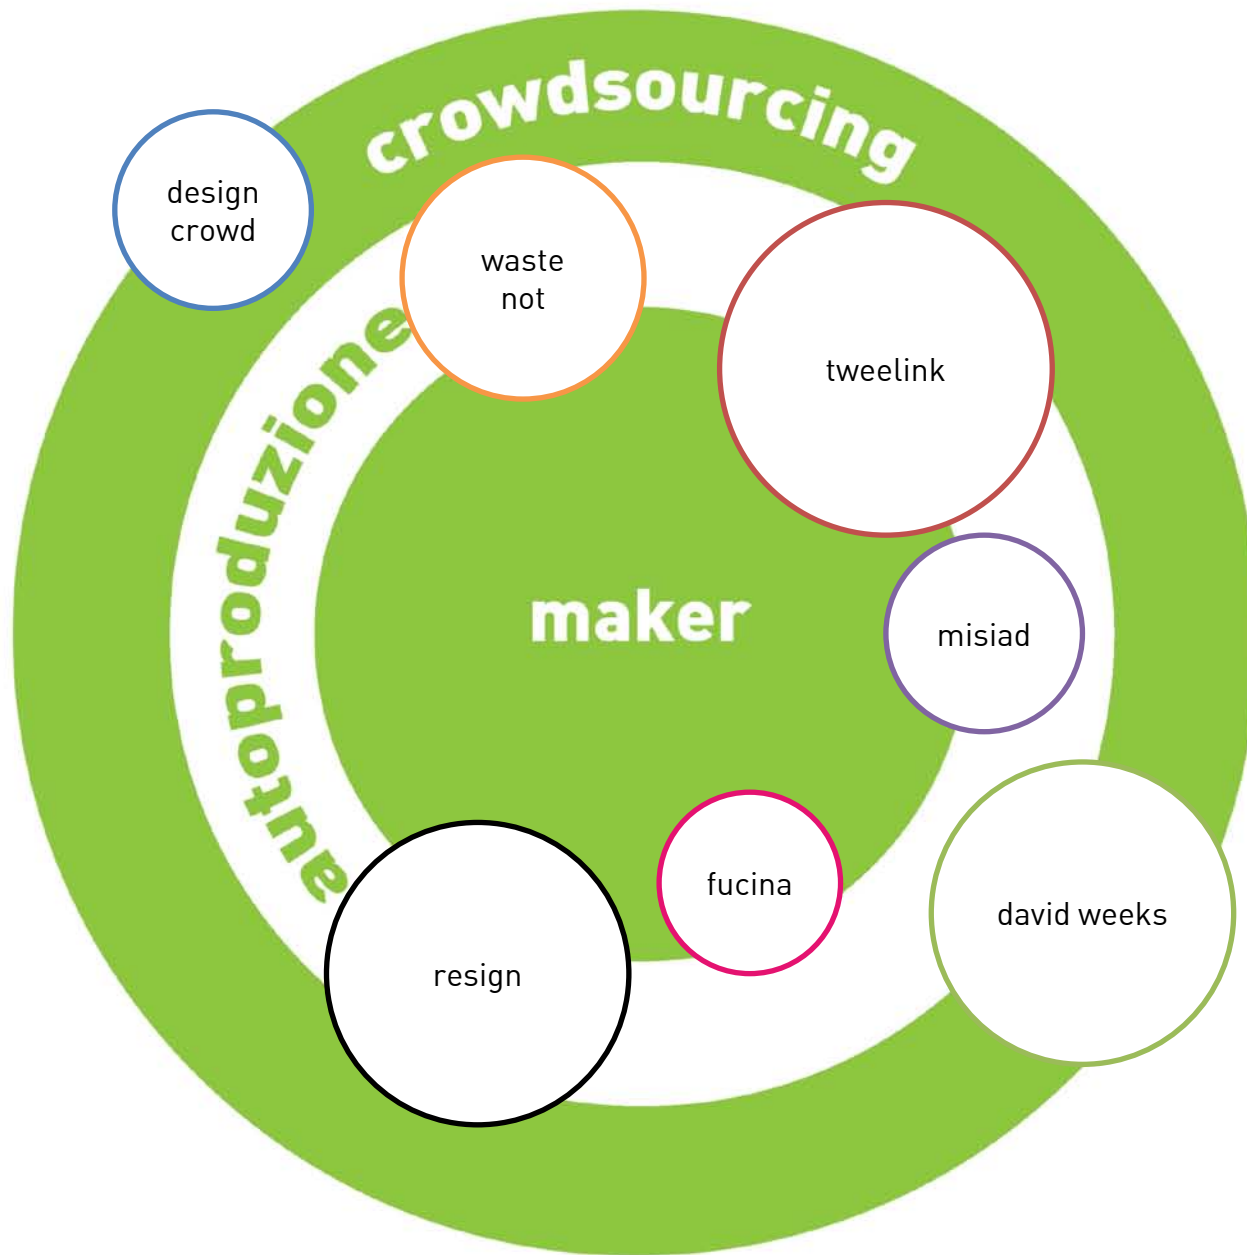 crowdsourcing
design
crowd
waste
not
tweelink
autoproduzione
maker
misiad
fucina
david weeks
resign